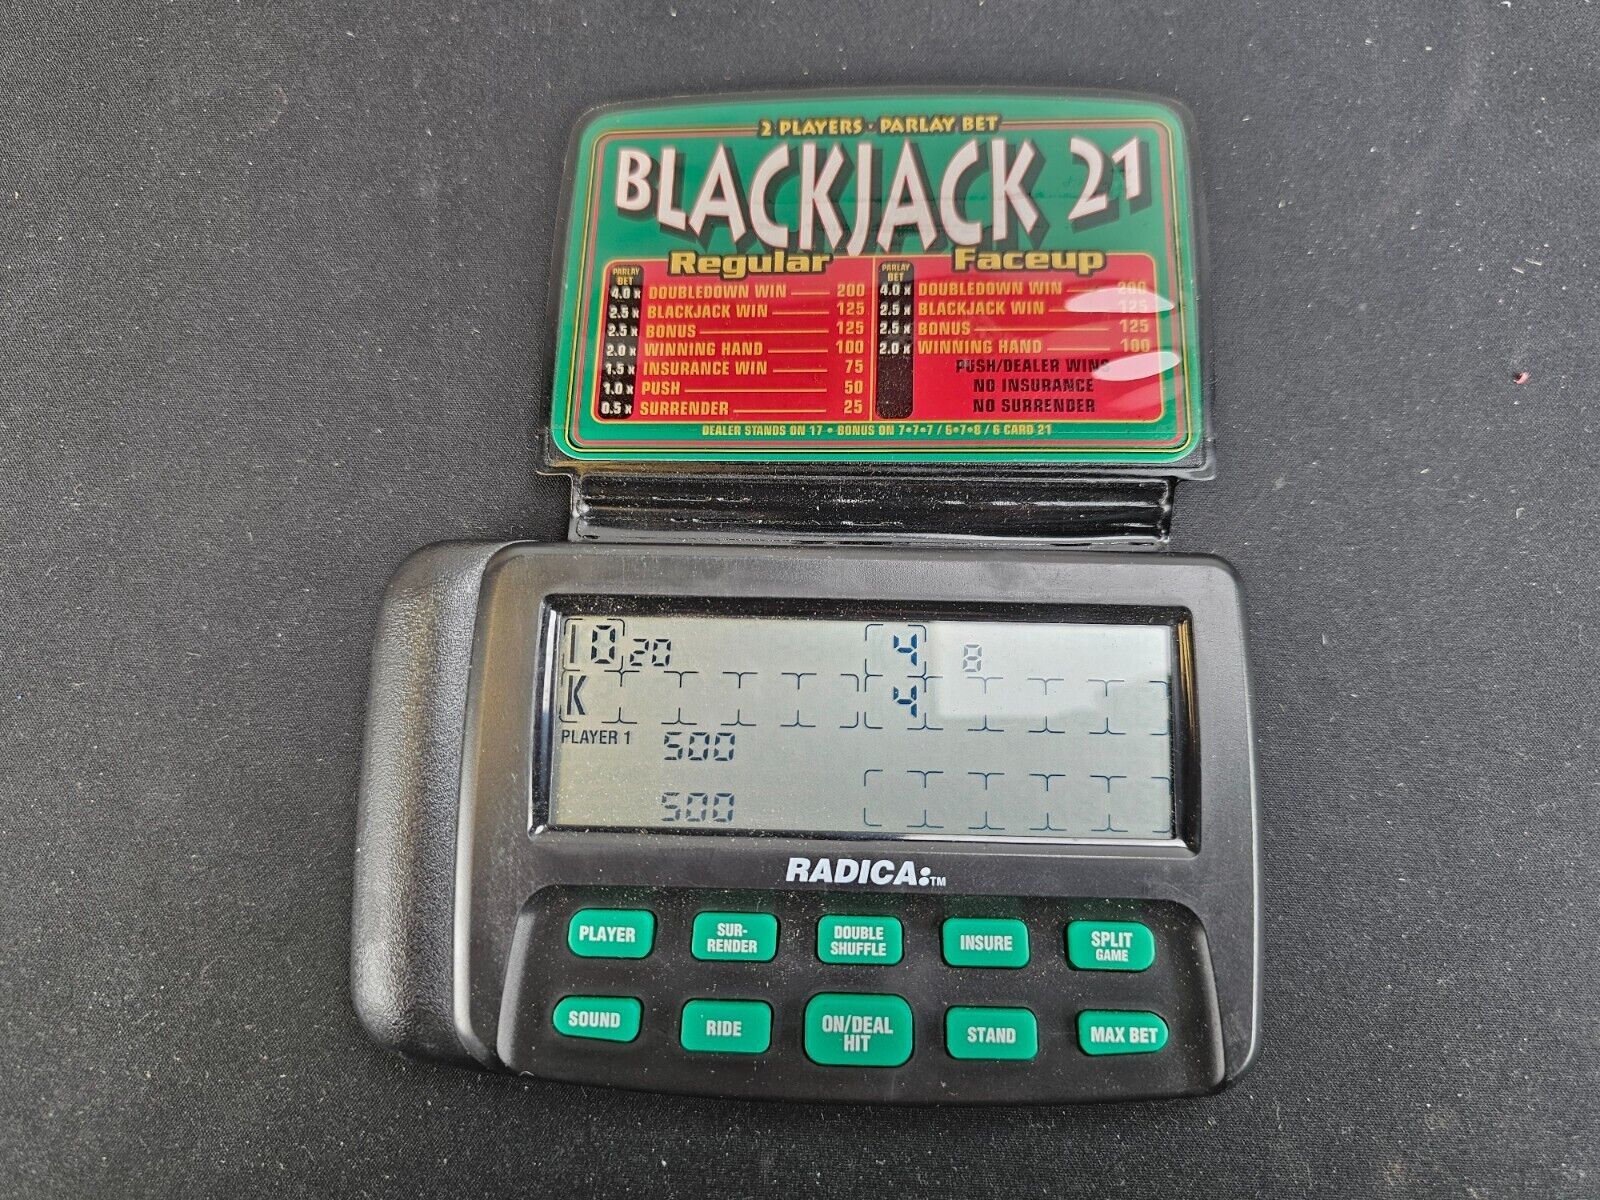 2 PLAYERS · PARLAY BET
BLACKJACK 21
Regular
PARLAY BET
4.0 x DOUBLEDOWN WIN 200
2.5 x BLACKJACK WIN 125
2.5 x BONUS 125
2.0 x WINNING HAND 100
1.5 x INSURANCE WIN 75
1.0 x PUSH 50
0.5 x SURRENDER 25
Faceup
PARLAY BET
4.0 x DOUBLEDOWN WIN 200
2.5 x BLACKJACK WIN 125
2.5 x BONUS 125
2.0 x WINNING HAND 100
PUSH/DEALER WINS
NO INSURANCE
NO SURRENDER
DEALER STANDS ON 17 • BONUS ON 7•7•7 / 6•7•8 / 6 CARD 21
10 20 4 8
K 4
PLAYER 1 500
500
RADICA:™
PLAYER
SUR-
RENDER
DOUBLE
SHUFFLE
INSURE
SPLIT
GAME
SOUND
RIDE
ON/DEAL
HIT
STAND
MAX BET